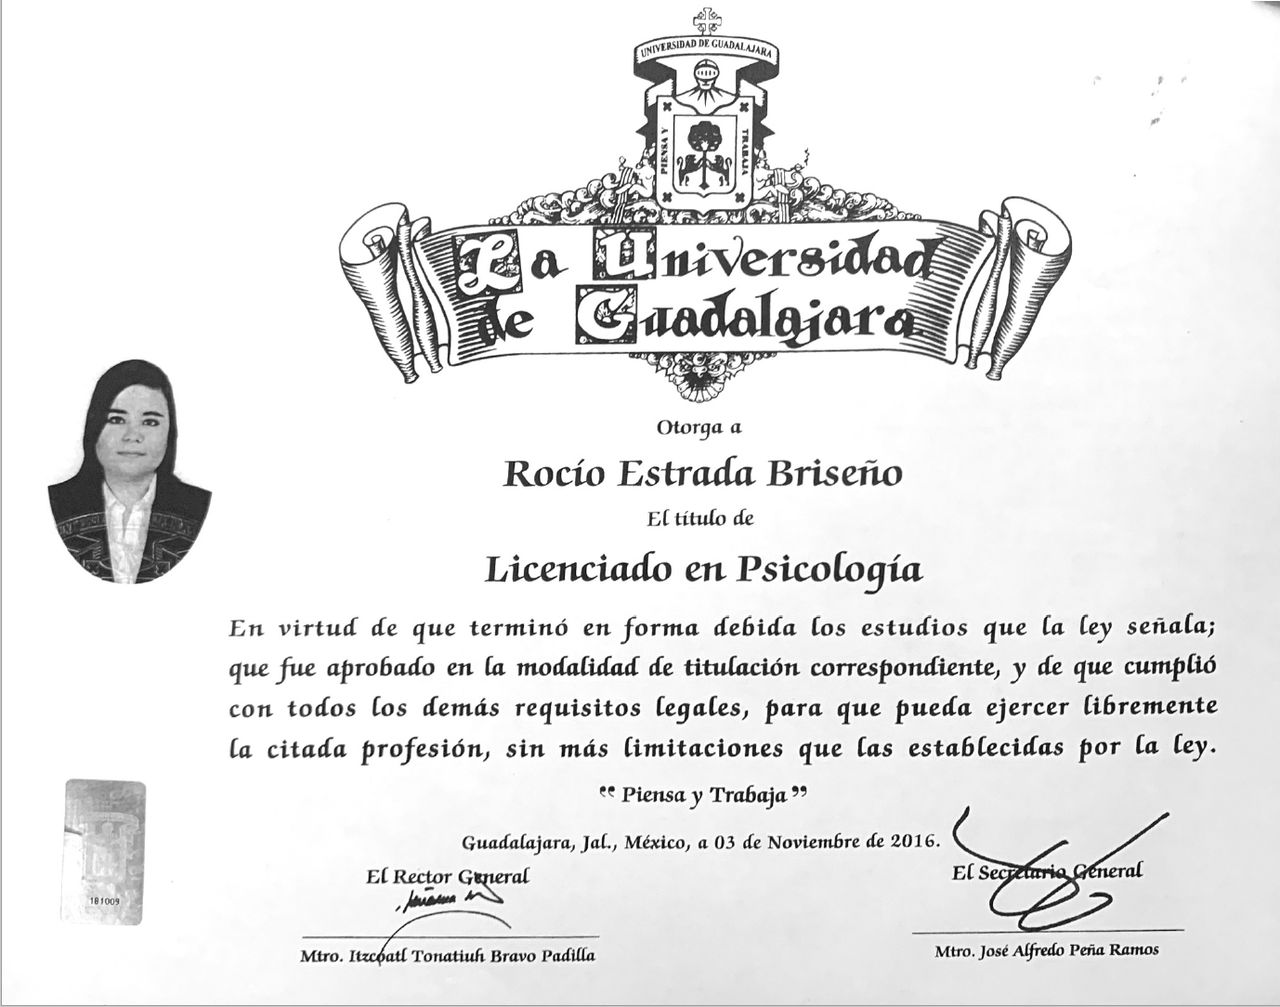 UNIVERSIDAD DE GUADALAJARA
PIENSA Y
TRABAJA
La Universidad
de Guadalajara
Otorga a
Rocío Estrada Briseño
El título de
Licenciado en Psicología
En virtud de que terminó en forma debida los estudios que la ley señala;
que fue aprobado en la modalidad de titulación correspondiente, y de que cumplió
con todos los demás requisitos legales, para que pueda ejercer libremente
la citada profesión, sin más limitaciones que las establecidas por la ley.
“ Piensa y Trabaja ”
Guadalajara, Jal., México, a 03 de Noviembre de 2016.
El Rector General
El Secretario General
Mtro. Itzcóatl Tonatiuh Bravo Padilla
Mtro. José Alfredo Peña Ramos
181009